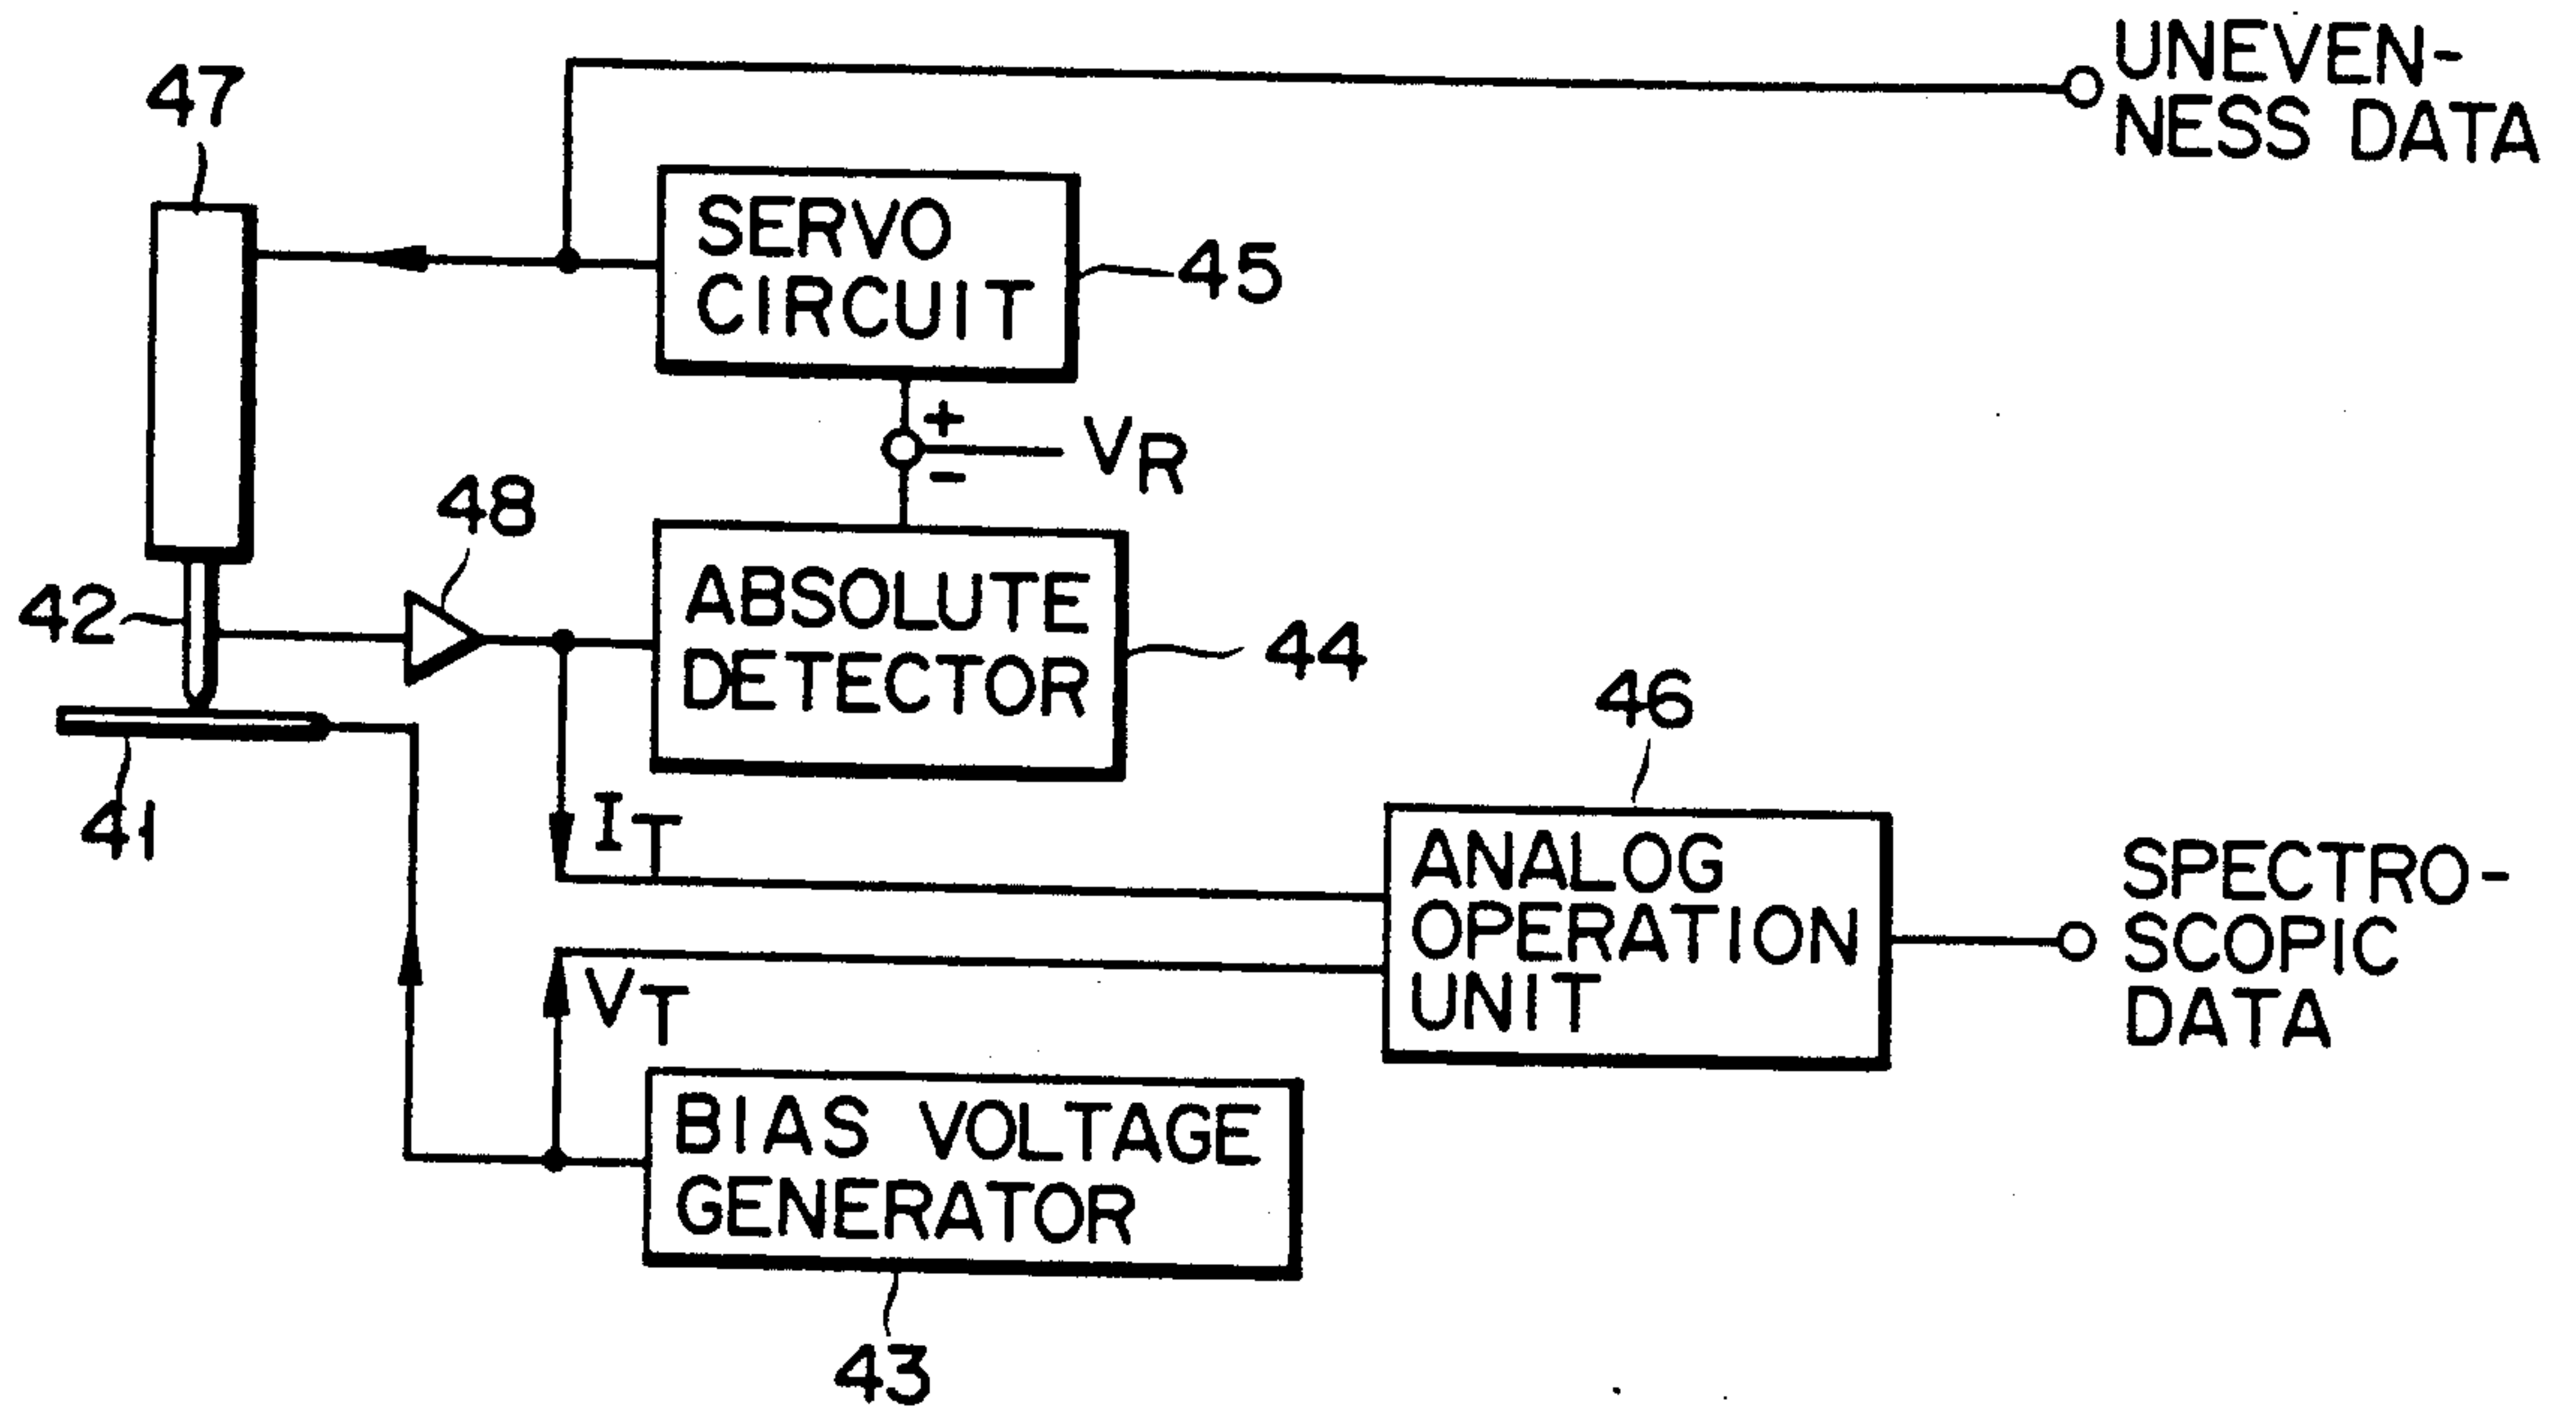 UNEVEN-
NESS DATA
47
SERVO
CIRCUIT
45
+
VR
-
48
42
ABSOLUTE
DETECTOR
44
41
IT
46
ANALOG
OPERATION
UNIT
SPECTRO-
SCOPIC
DATA
VT
BIAS VOLTAGE
GENERATOR
43